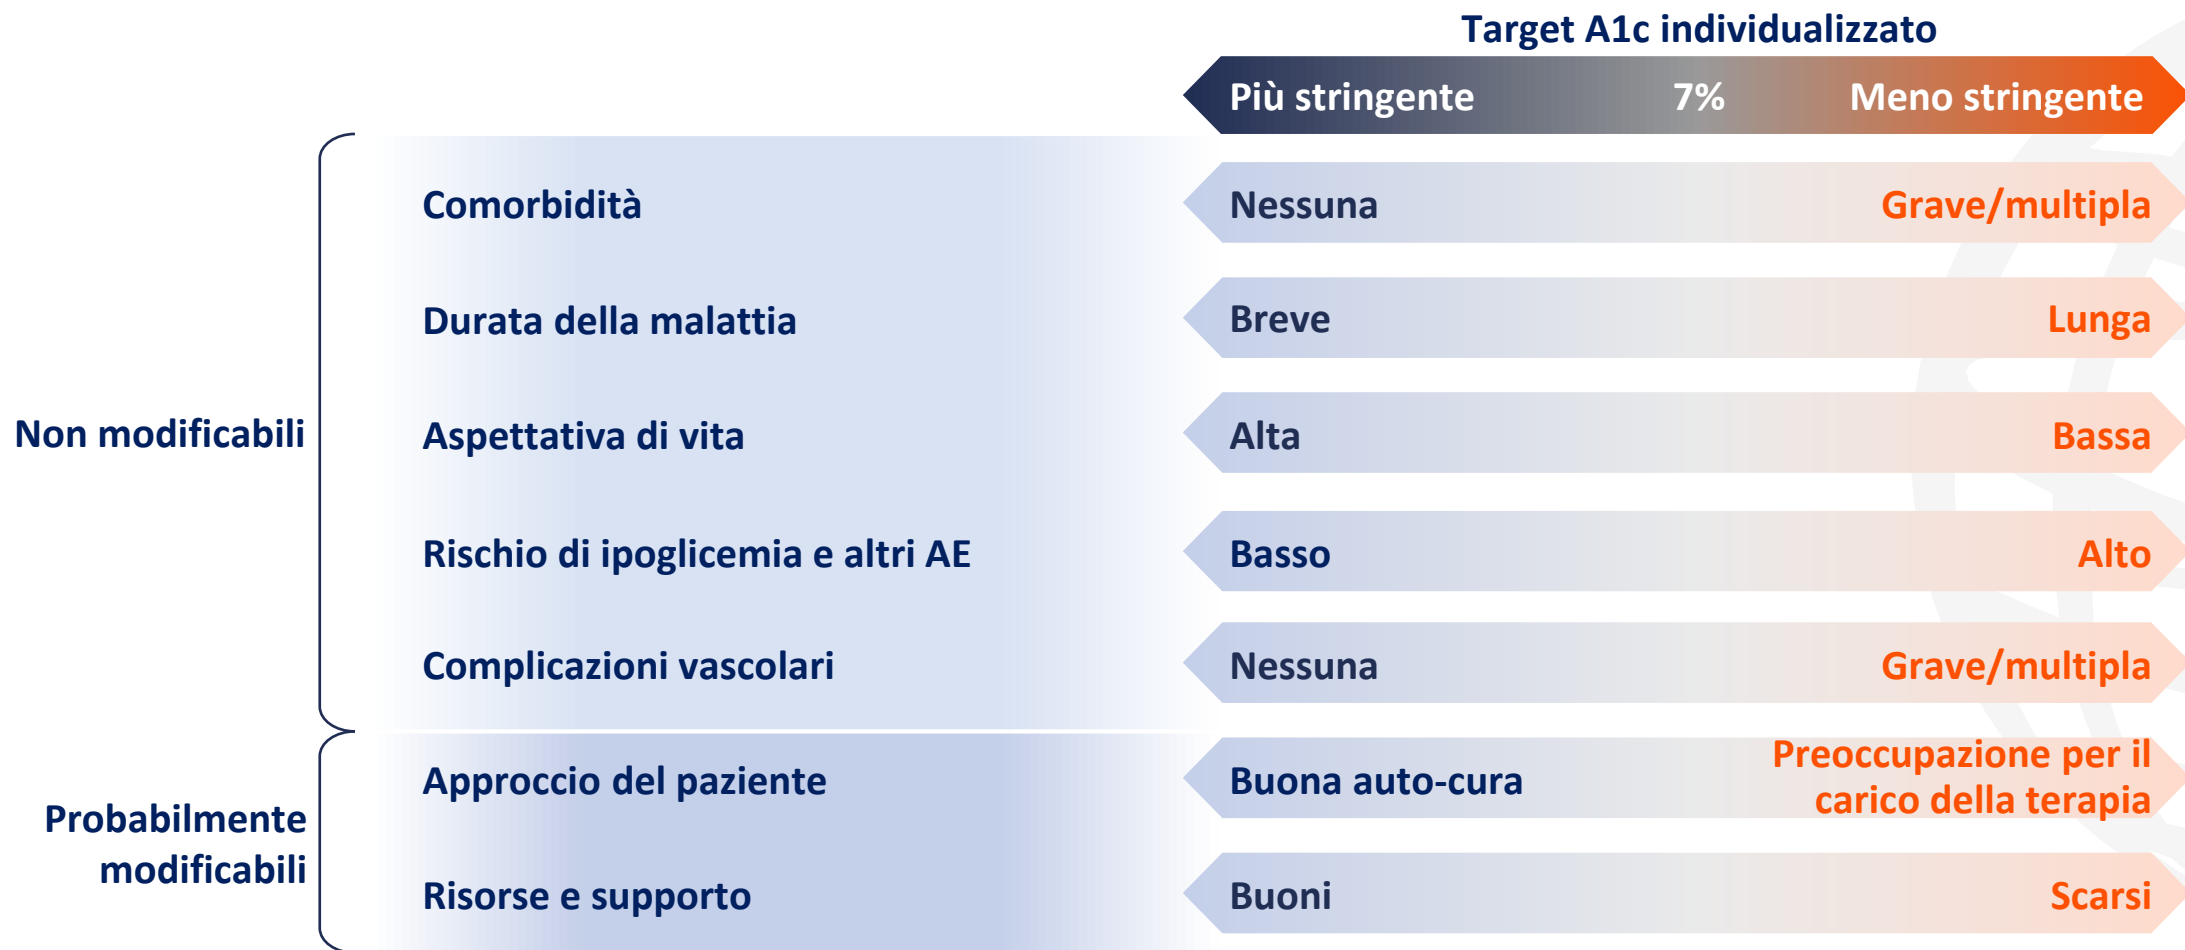 Target A1c individualizzato
Più stringente 7% Meno stringente
Comorbidità Nessuna Grave/multipla
Durata della malattia Breve Lunga
Non modificabili Aspettativa di vita Alta Bassa
Rischio di ipoglicemia e altri AE Basso Alto
Complicazioni vascolari Nessuna Grave/multipla
Approccio del paziente Buona auto-cura Preoccupazione per il
carico della terapia
Probabilmente
modificabili
Risorse e supporto Buoni Scarsi